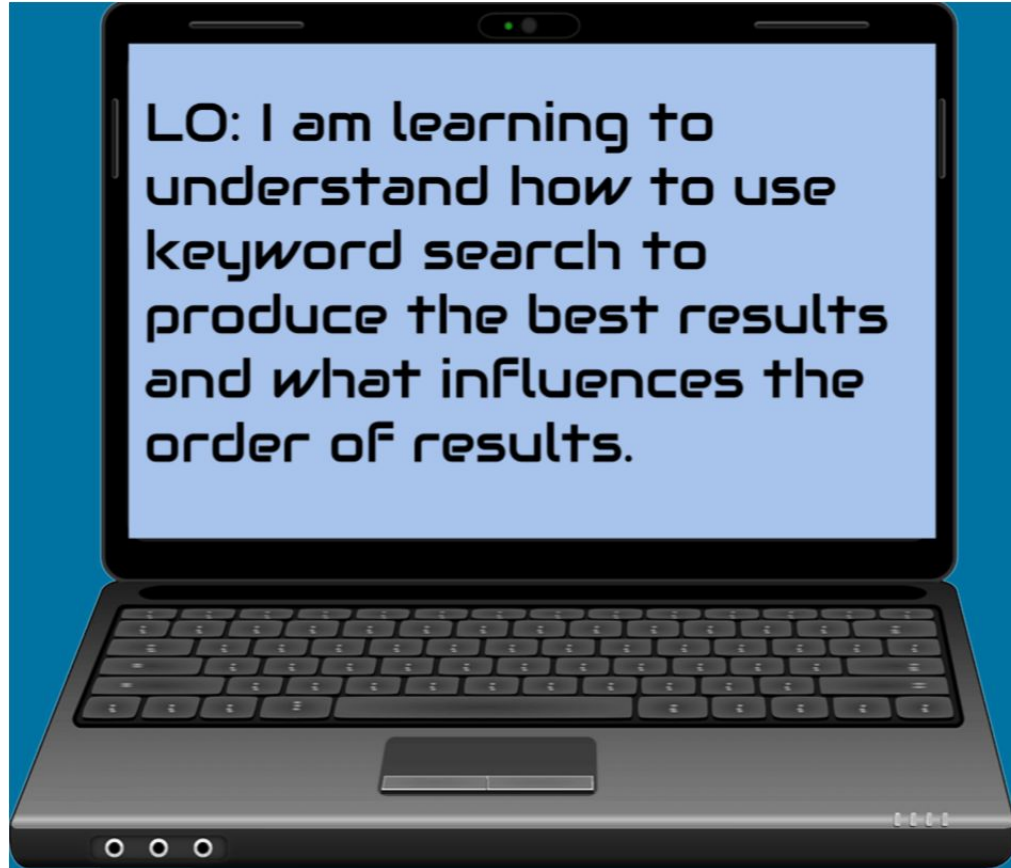 LO: I am learning to
understand how to use
keyword search to
produce the best results
and what influences the
order of results.